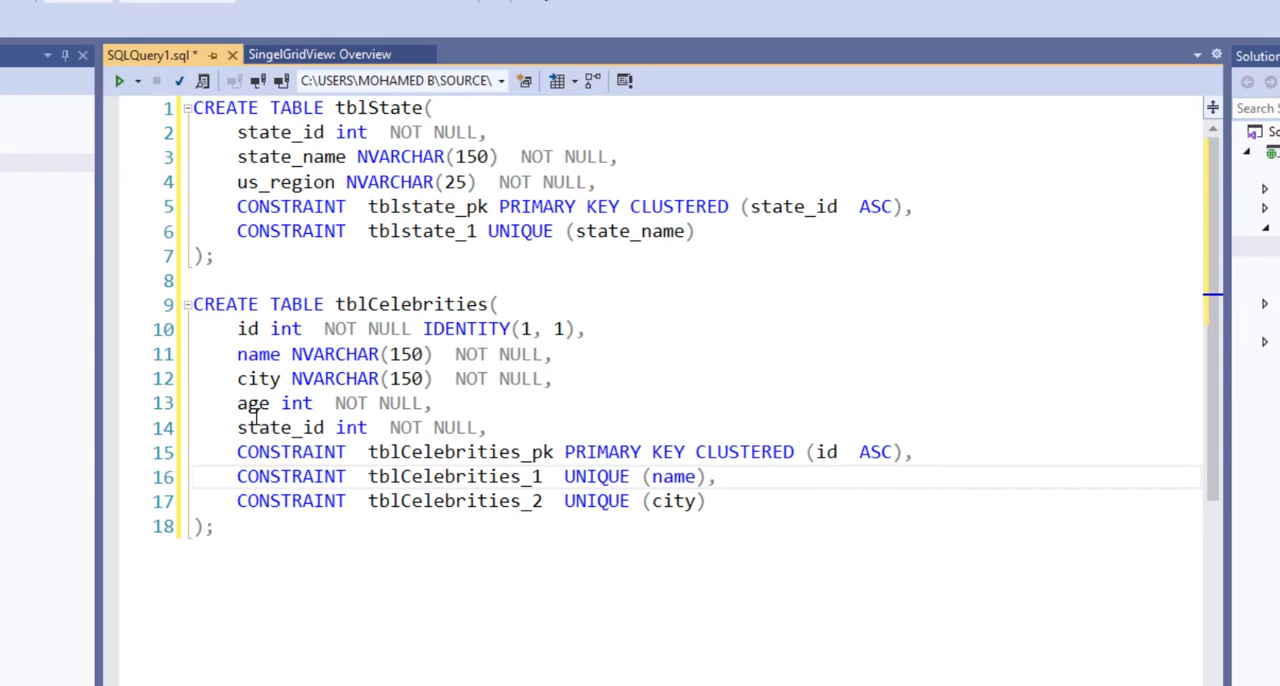 SQLQuery1.sql *
SingelGridView: Overview
Solution
C:\USERS\MOHAMED B\SOURCE\
Search S
1 CREATE TABLE tblState(
2 state_id int NOT NULL,
3 state_name NVARCHAR(150) NOT NULL,
4 us_region NVARCHAR(25) NOT NULL,
5 CONSTRAINT tblstate_pk PRIMARY KEY CLUSTERED (state_id ASC),
6 CONSTRAINT tblstate_1 UNIQUE (state_name)
7 );
8
9 CREATE TABLE tblCelebrities(
10 id int NOT NULL IDENTITY(1, 1),
11 name NVARCHAR(150) NOT NULL,
12 city NVARCHAR(150) NOT NULL,
13 age int NOT NULL,
14 state_id int NOT NULL,
15 CONSTRAINT tblCelebrities_pk PRIMARY KEY CLUSTERED (id ASC),
16 CONSTRAINT tblCelebrities_1 UNIQUE (name),
17 CONSTRAINT tblCelebrities_2 UNIQUE (city)
18 );